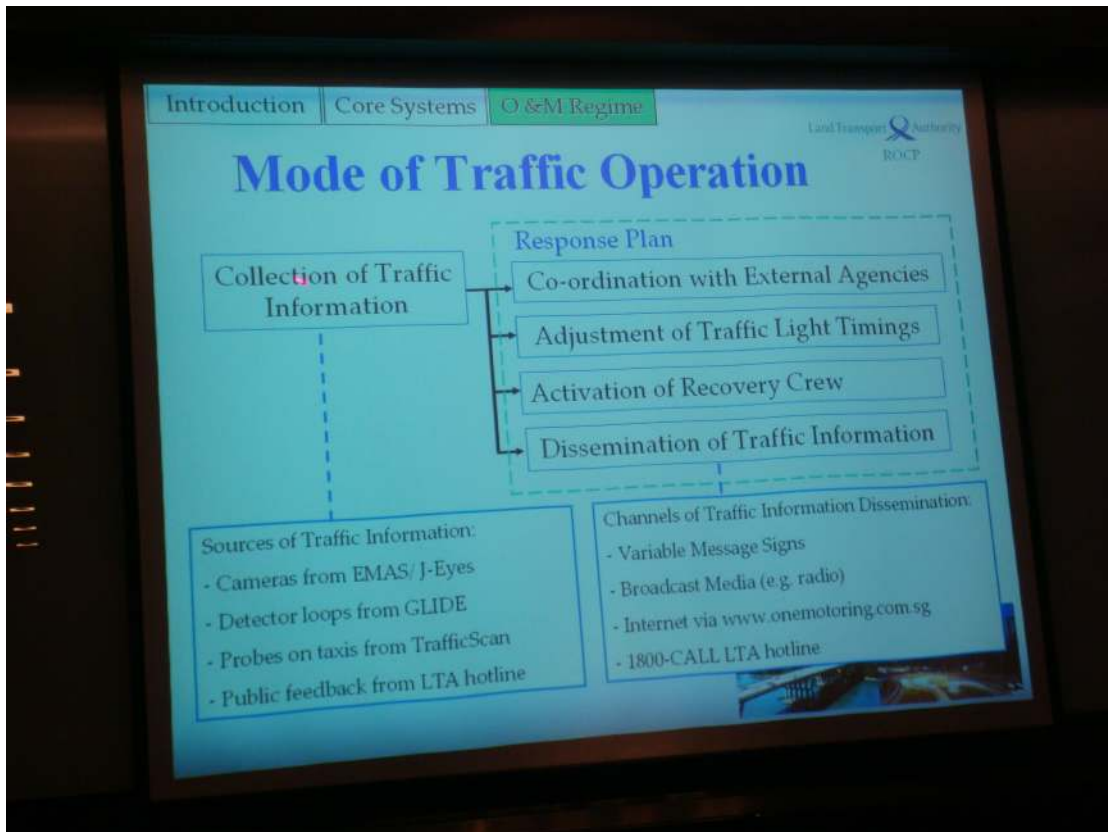 Introduction
Core Systems
O &M Regime
Land Transport Authority
ROCP
Mode of Traffic Operation
Collection of Traffic
Information
Response Plan
Co-ordination with External Agencies
Adjustment of Traffic Light Timings
Activation of Recovery Crew
Dissemination of Traffic Information
Sources of Traffic Information:
- Cameras from EMAS/ J-Eyes
- Detector loops from GLIDE
- Probes on taxis from TrafficScan
- Public feedback from LTA hotline
Channels of Traffic Information Dissemination:
- Variable Message Signs
- Broadcast Media (e.g. radio)
- Internet via www.onemotoring.com.sg
- 1800-CALL LTA hotline